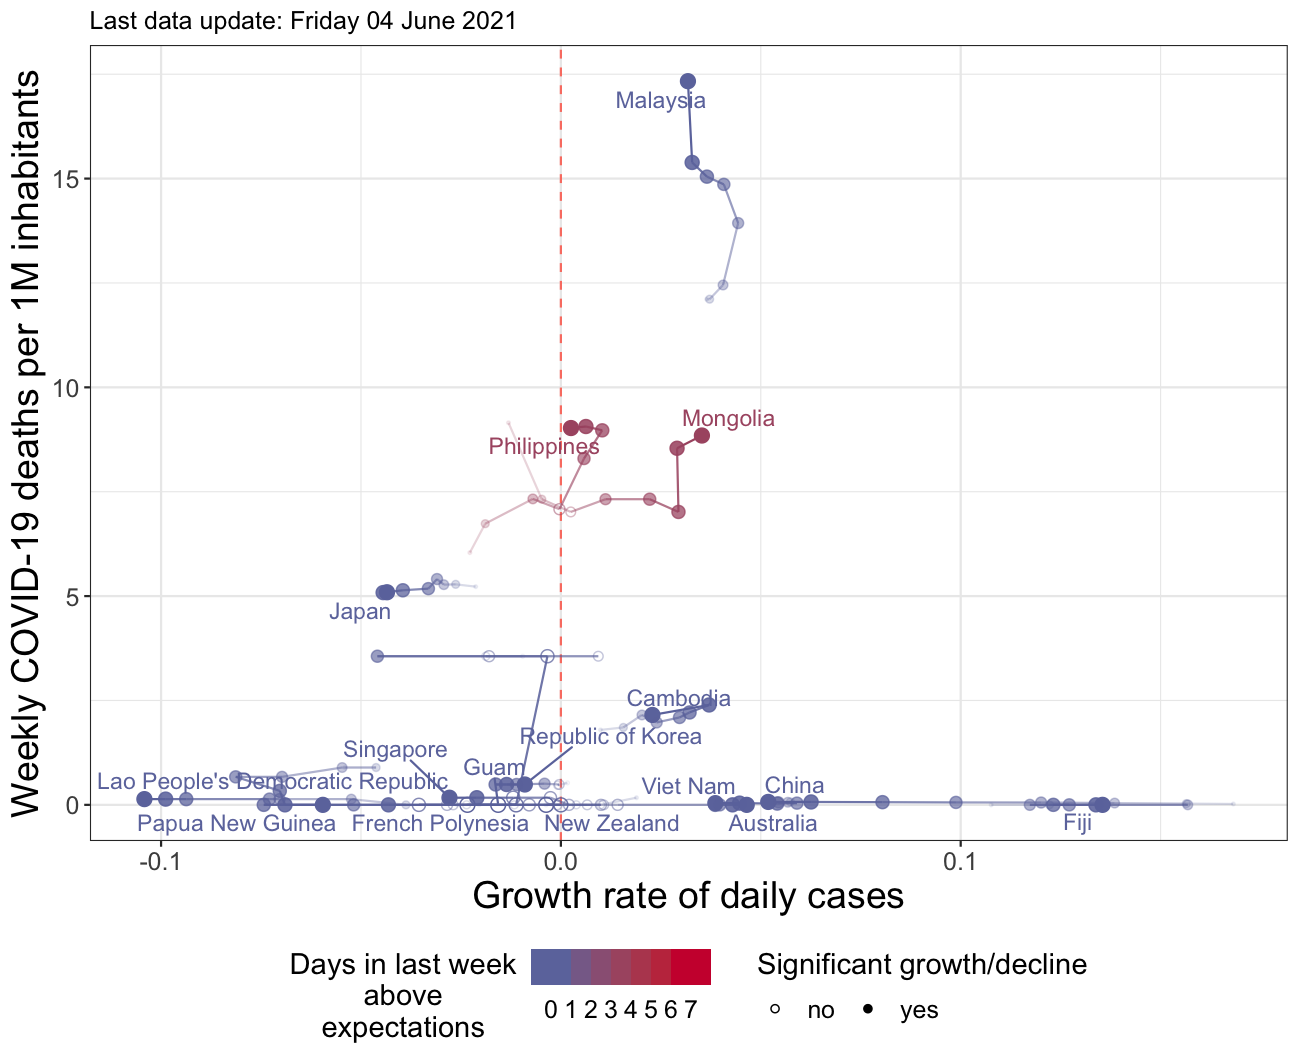 Last data update: Friday 04 June 2021
Weekly COVID-19 deaths per 1M inhabitants
15
10
5
0
Malaysia
Mongolia
Philippines
Japan
Cambodia
Republic of Korea
Singapore
Guam
Lao People's Democratic Republic
Viet Nam
China
Papua New Guinea
French Polynesia
New Zealand
Australia
Fiji
-0.1
0.0
0.1
Growth rate of daily cases
Days in last week
above
expectations
0 1 2 3 4 5 6 7
Significant growth/decline
no
yes